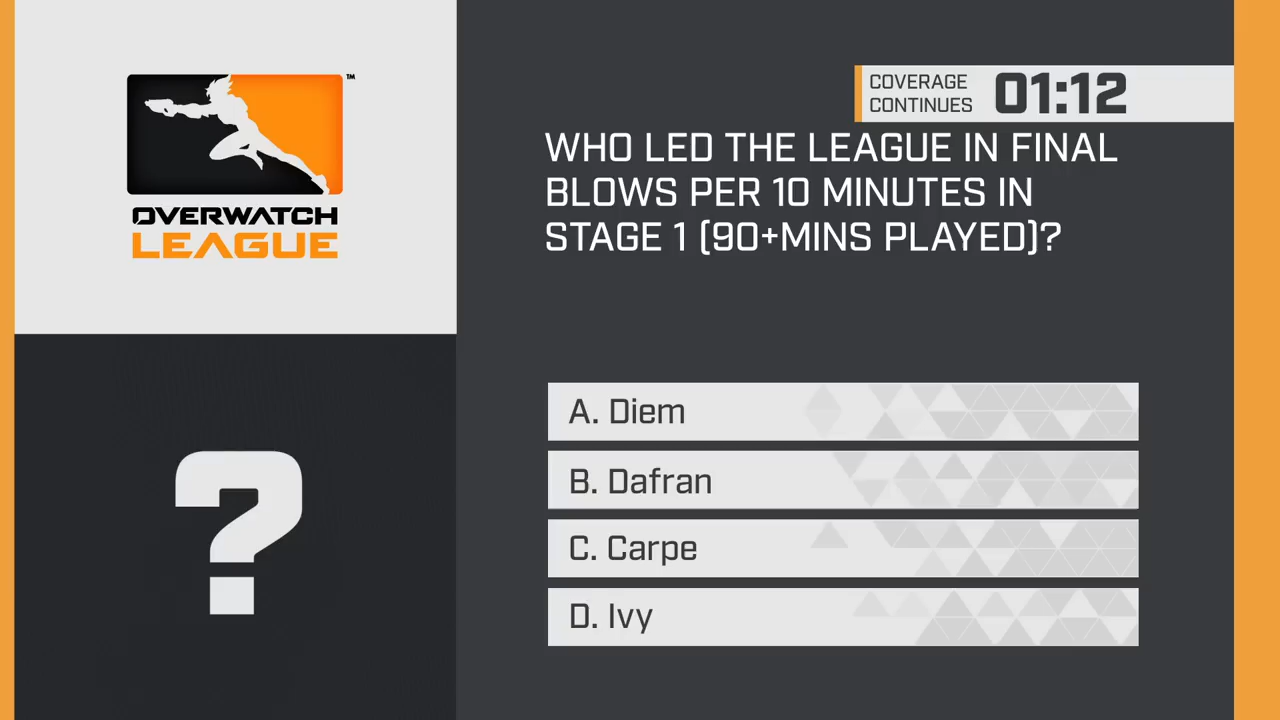 ™
OVERWATCH
LEAGUE
COVERAGE
CONTINUES
01:12
WHO LED THE LEAGUE IN FINAL
BLOWS PER 10 MINUTES IN
STAGE 1 (90+MINS PLAYED)?
?
A. Diem
B. Dafran
C. Carpe
D. Ivy